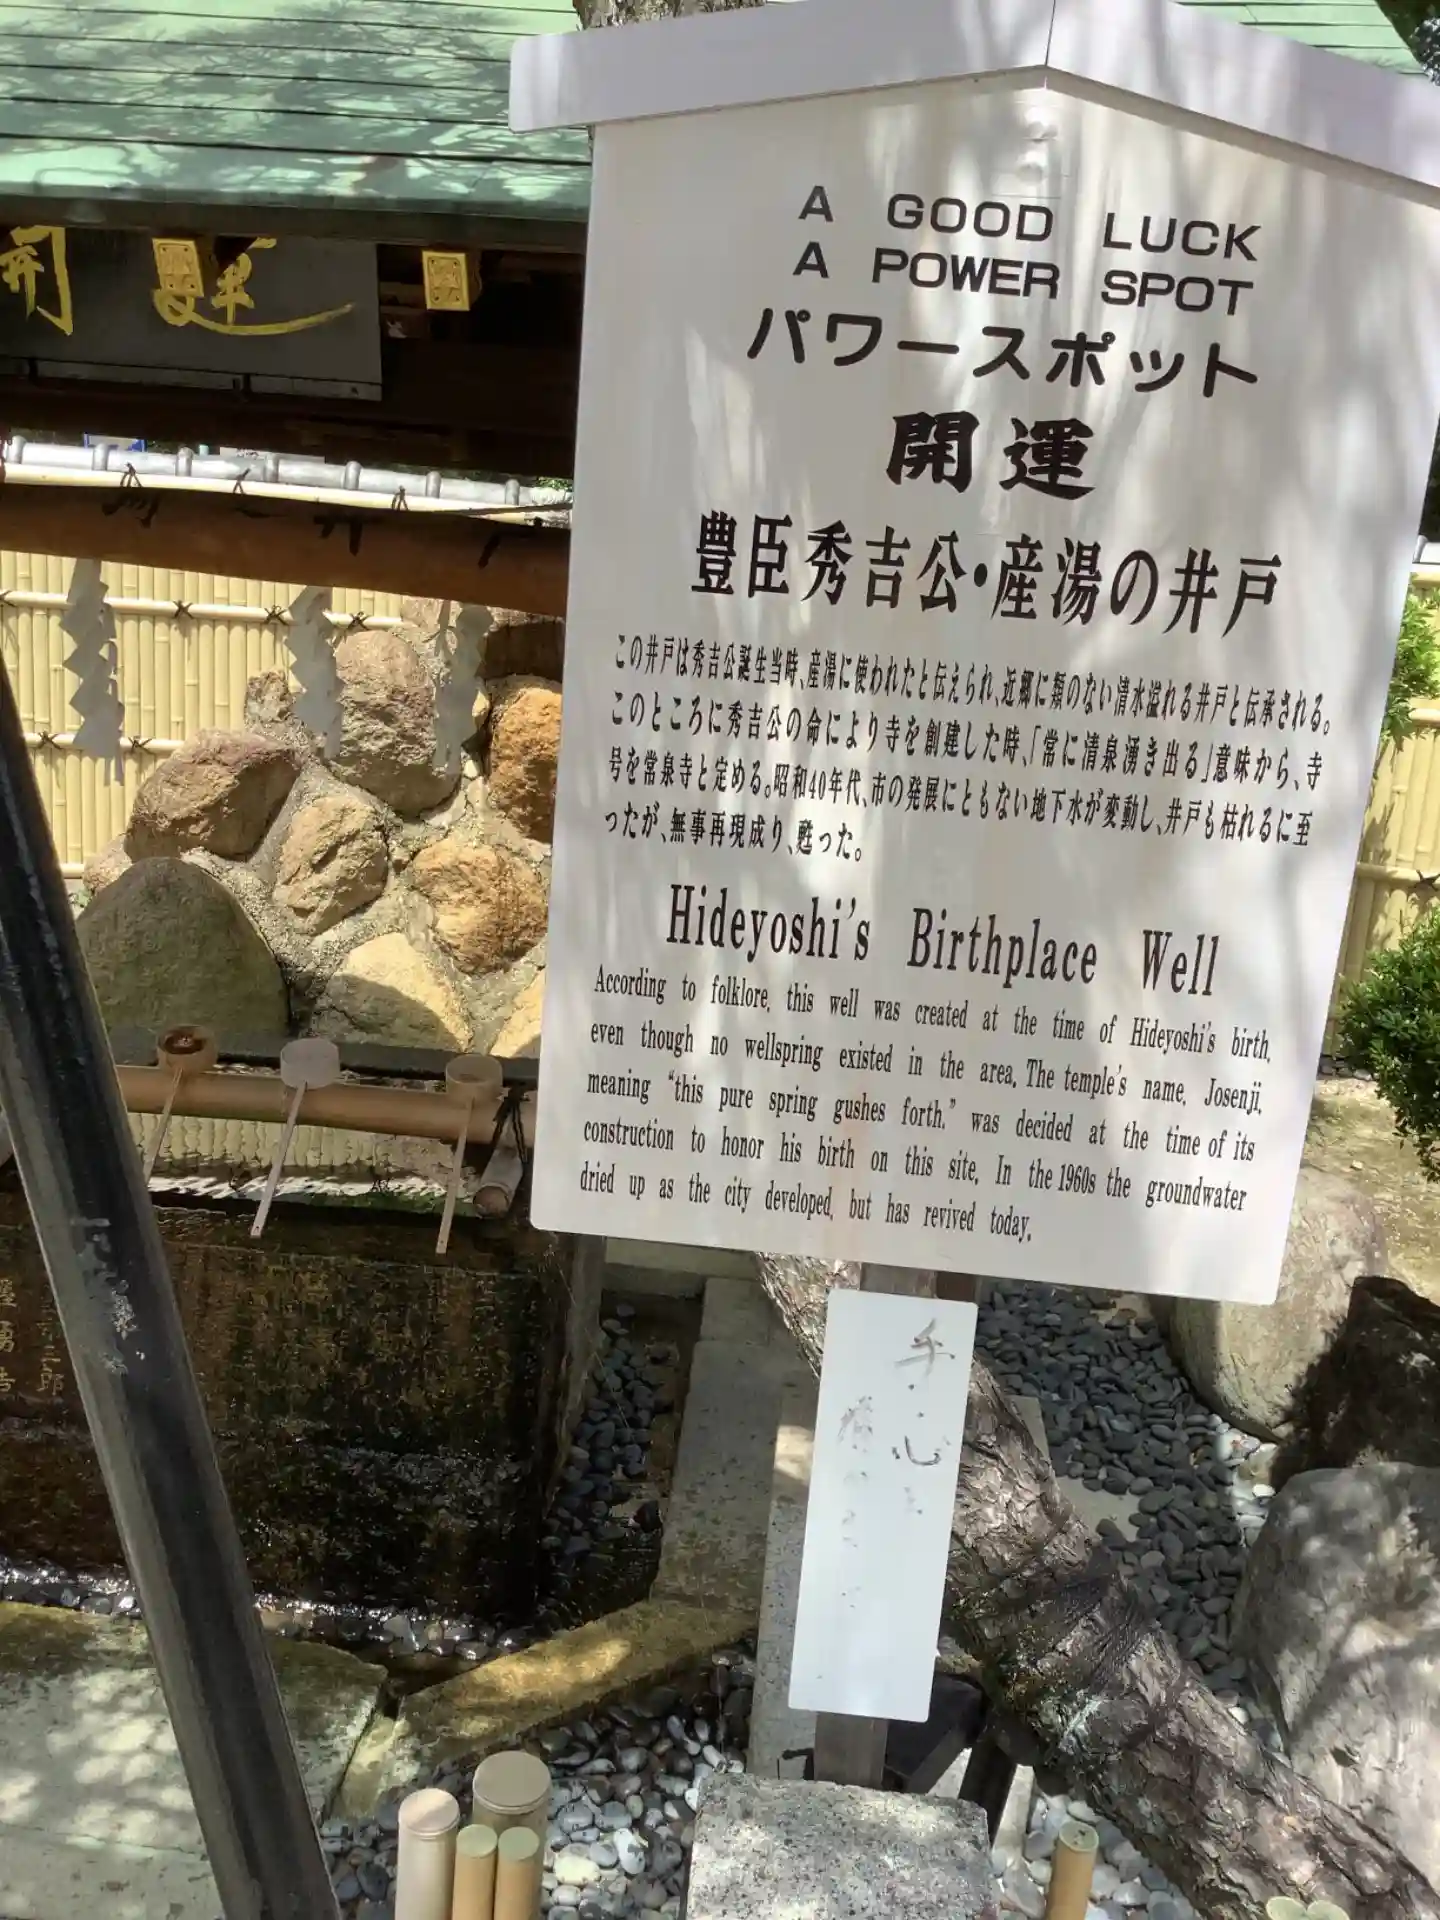 A GOOD LUCK
A POWER SPOT
パワースポット
開運
豊臣秀吉公・産湯の井戸
この井戸は秀吉公誕生当時、産湯に使われたと伝えられ、近郷に類のない清水溢れる井戸と伝承される。
このところに秀吉公の命により寺を創建した時、「常に清泉湧き出る」意味から、寺
号を常泉寺と定める。昭和40年代、市の発展にともない地下水が変動し、井戸も枯れるに至
ったが、無事再現成り、甦った。
Hideyoshi's Birthplace Well
According to folklore, this well was created at the time of Hideyoshi's birth,
even though no wellspring existed in the area. The temple's name, Josenji,
meaning “this pure spring gushes forth,” was decided at the time of its
construction to honor his birth on this site. In the 1960s the groundwater
dried up as the city developed, but has revived today.
開運
手・心
三郎